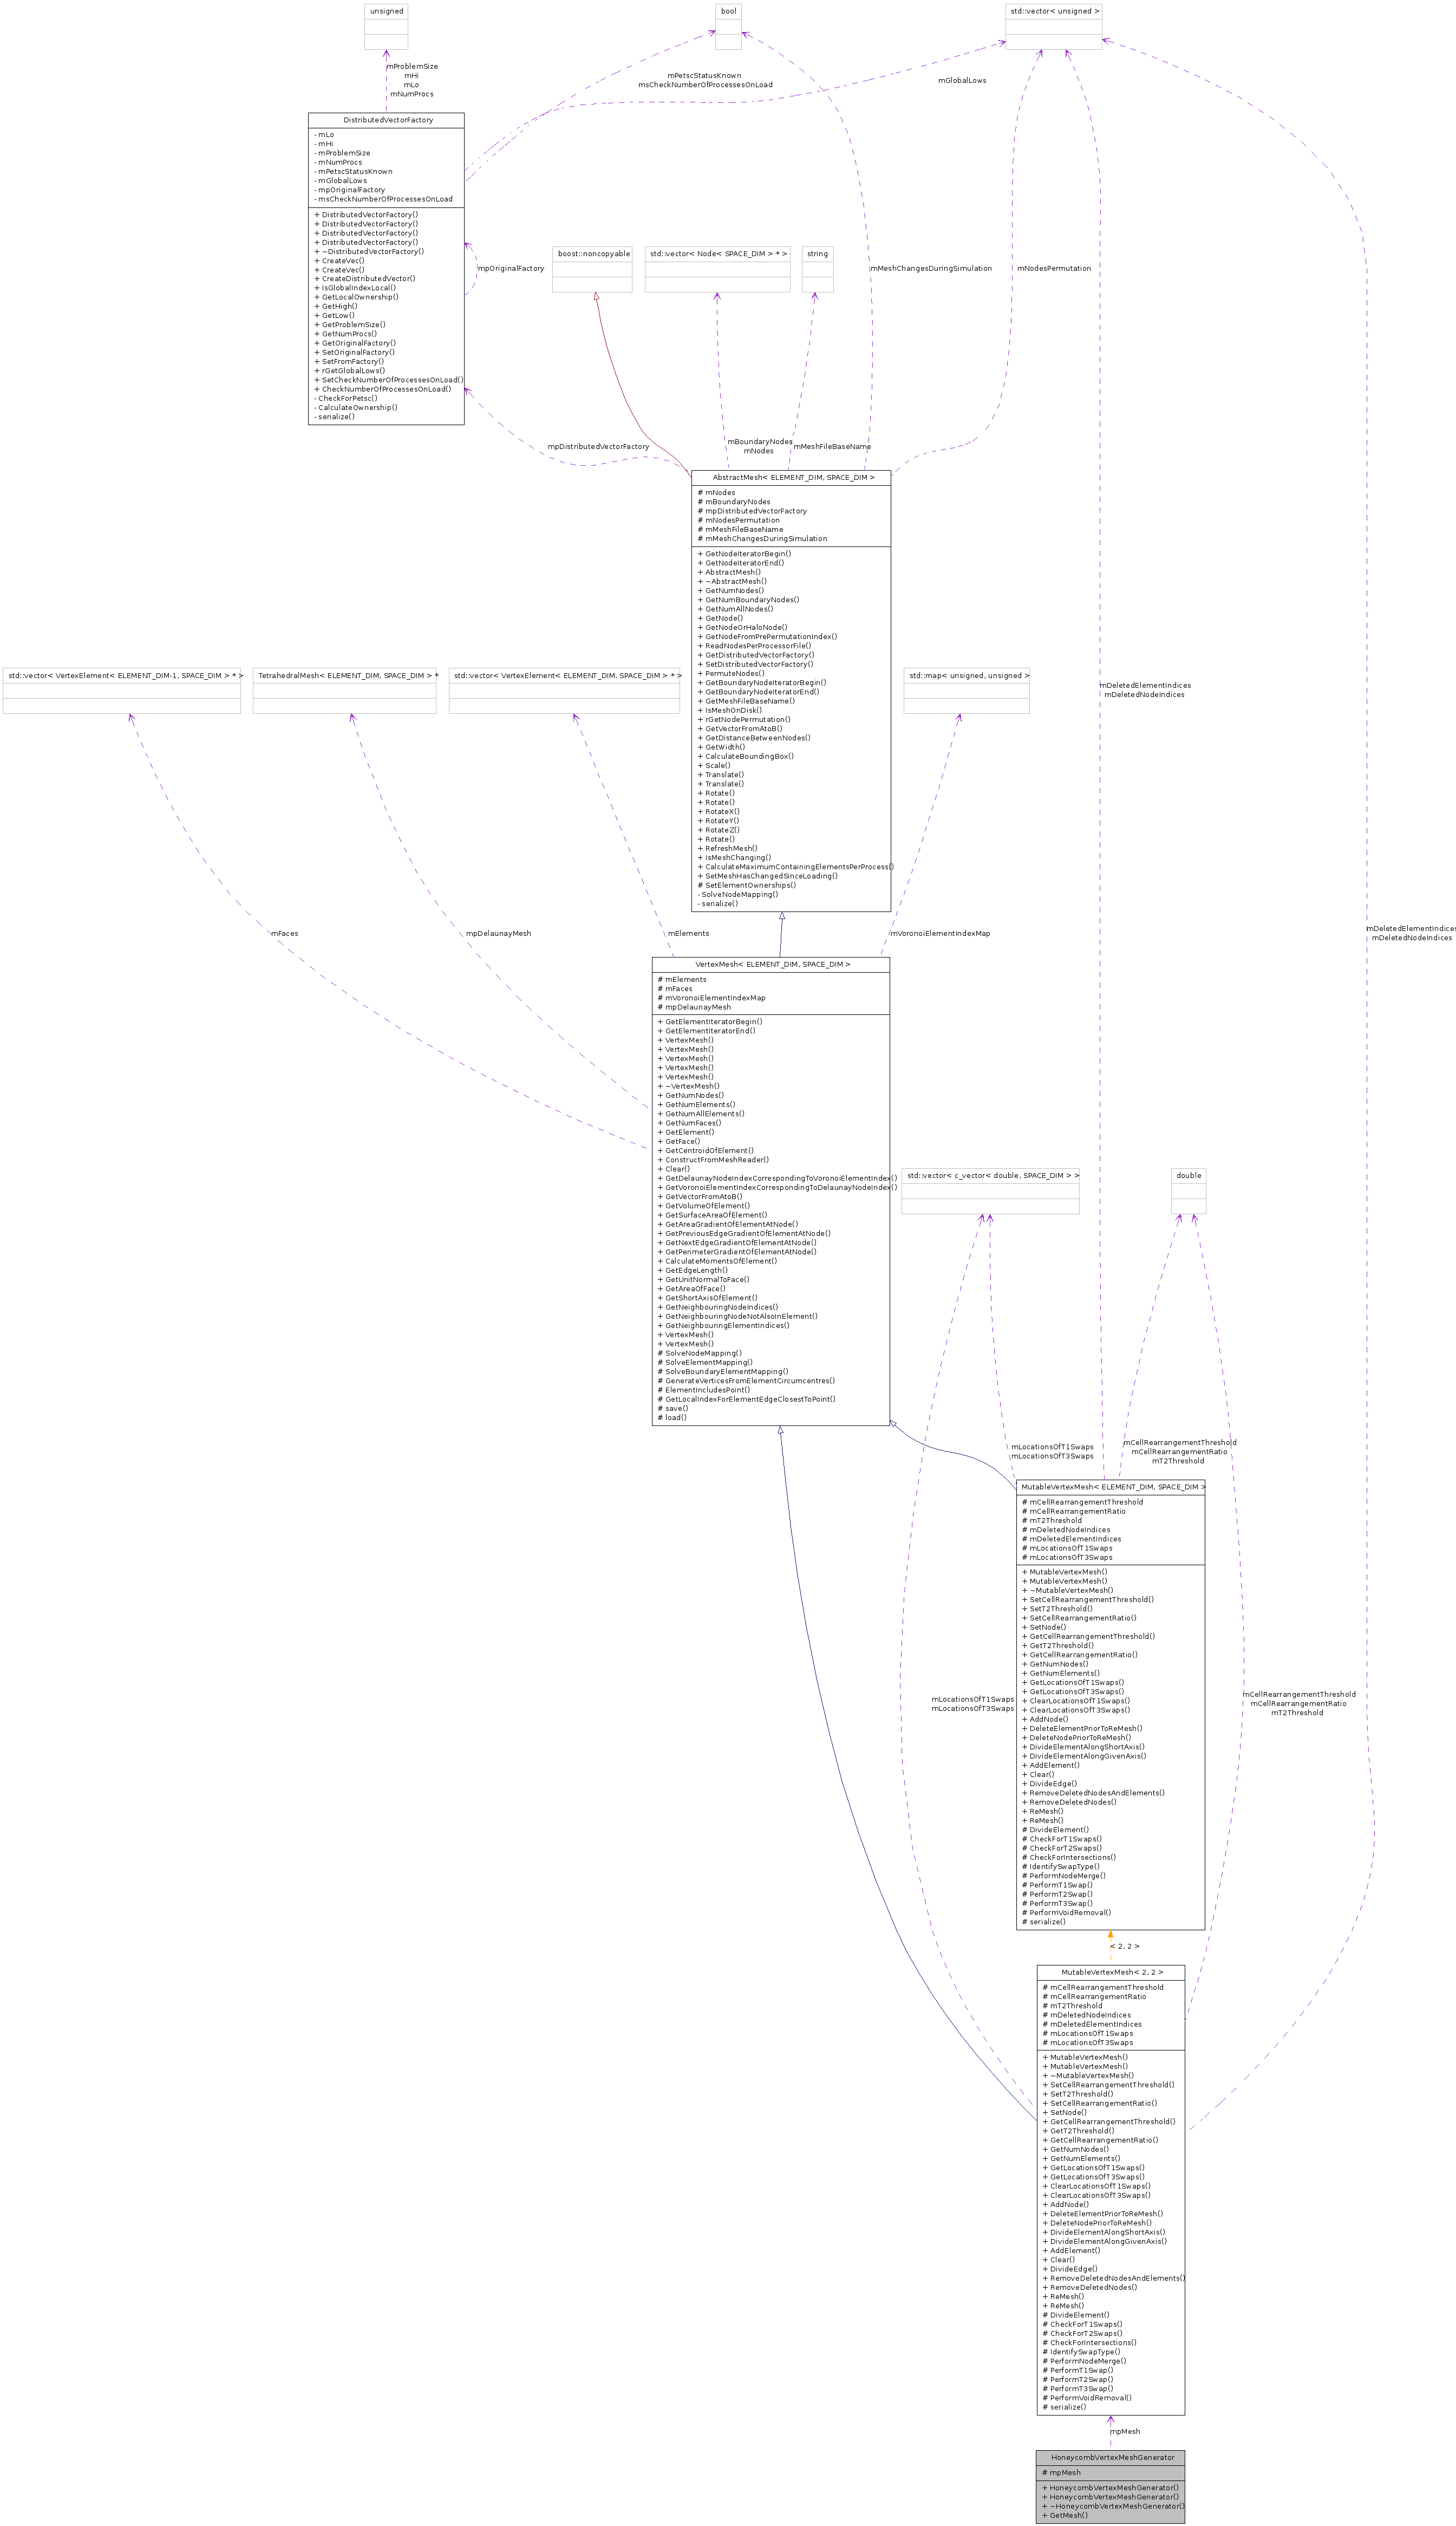 unsigned
bool
std::vector< unsigned >
mProblemSize
mHi
mLo
mNumProcs
mPetscStatusKnown
msCheckNumberOfProcessesOnLoad
mGlobalLows
DistributedVectorFactory
- mLo
- mHi
- mProblemSize
- mNumProcs
- mPetscStatusKnown
- mGlobalLows
- mpOriginalFactory
- msCheckNumberOfProcessesOnLoad
+ DistributedVectorFactory()
+ DistributedVectorFactory()
+ DistributedVectorFactory()
+ DistributedVectorFactory()
+ ~DistributedVectorFactory()
+ CreateVec()
+ CreateVec()
+ CreateDistributedVector()
+ IsGlobalIndexLocal()
+ GetLocalOwnership()
+ GetHigh()
+ GetLow()
+ GetProblemSize()
+ GetNumProcs()
+ GetOriginalFactory()
+ SetOriginalFactory()
+ SetFromFactory()
+ rGetGlobalLows()
+ SetCheckNumberOfProcessesOnLoad()
+ CheckNumberOfProcessesOnLoad()
- CheckForPetsc()
- CalculateOwnership()
- serialize()
mpOriginalFactory
boost::noncopyable
std::vector< Node< SPACE_DIM > * >
string
mMeshChangesDuringSimulation
mNodesPermutation
mpDistributedVectorFactory
mBoundaryNodes
mNodes
mMeshFileBaseName
AbstractMesh< ELEMENT_DIM, SPACE_DIM >
# mNodes
# mBoundaryNodes
# mpDistributedVectorFactory
# mNodesPermutation
# mMeshFileBaseName
# mMeshChangesDuringSimulation
+ GetNodeIteratorBegin()
+ GetNodeIteratorEnd()
+ AbstractMesh()
+ ~AbstractMesh()
+ GetNumNodes()
+ GetNumBoundaryNodes()
+ GetNumAllNodes()
+ GetNode()
+ GetNodeOrHaloNode()
+ GetNodeFromPrePermutationIndex()
+ ReadNodesPerProcessorFile()
+ GetDistributedVectorFactory()
+ SetDistributedVectorFactory()
+ PermuteNodes()
+ GetBoundaryNodeIteratorBegin()
+ GetBoundaryNodeIteratorEnd()
+ GetMeshFileBaseName()
+ IsMeshOnDisk()
+ rGetNodePermutation()
+ GetVectorFromAtoB()
+ GetDistanceBetweenNodes()
+ GetWidth()
+ CalculateBoundingBox()
+ Scale()
+ Translate()
+ Translate()
+ Rotate()
+ Rotate()
+ RotateX()
+ RotateY()
+ RotateZ()
+ Rotate()
+ RefreshMesh()
+ IsMeshChanging()
+ CalculateMaximumContainingElementsPerProcess()
+ SetMeshHasChangedSinceLoading()
# SetElementOwnerships()
- SolveNodeMapping()
- serialize()
std::vector< VertexElement< ELEMENT_DIM-1, SPACE_DIM > * >
TetrahedralMesh< ELEMENT_DIM, SPACE_DIM > *
std::vector< VertexElement< ELEMENT_DIM, SPACE_DIM > * >
std::map< unsigned, unsigned >
mDeletedElementIndices
mDeletedNodeIndices
mFaces
mpDelaunayMesh
mElements
mVoronoiElementIndexMap
mDeletedElementIndices
mDeletedNodeIndices
VertexMesh< ELEMENT_DIM, SPACE_DIM >
# mElements
# mFaces
# mVoronoiElementIndexMap
# mpDelaunayMesh
+ GetElementIteratorBegin()
+ GetElementIteratorEnd()
+ VertexMesh()
+ VertexMesh()
+ VertexMesh()
+ VertexMesh()
+ VertexMesh()
+ ~VertexMesh()
+ GetNumNodes()
+ GetNumElements()
+ GetNumAllElements()
+ GetNumFaces()
+ GetElement()
+ GetFace()
+ GetCentroidOfElement()
+ ConstructFromMeshReader()
+ Clear()
+ GetDelaunayNodeIndexCorrespondingToVoronoiElementIndex()
+ GetVoronoiElementIndexCorrespondingToDelaunayNodeIndex()
+ GetVectorFromAtoB()
+ GetVolumeOfElement()
+ GetSurfaceAreaOfElement()
+ GetAreaGradientOfElementAtNode()
+ GetPreviousEdgeGradientOfElementAtNode()
+ GetNextEdgeGradientOfElementAtNode()
+ GetPerimeterGradientOfElementAtNode()
+ CalculateMomentsOfElement()
+ GetEdgeLength()
+ GetUnitNormalToFace()
+ GetAreaOfFace()
+ GetShortAxisOfElement()
+ GetNeighbouringNodeIndices()
+ GetNeighbouringNodeNotAlsoInElement()
+ GetNeighbouringElementIndices()
+ VertexMesh()
+ VertexMesh()
# SolveNodeMapping()
# SolveElementMapping()
# SolveBoundaryElementMapping()
# GenerateVerticesFromElementCircumcentres()
# ElementIncludesPoint()
# GetLocalIndexForElementEdgeClosestToPoint()
# save()
# load()
std::vector< c_vector< double, SPACE_DIM > >
double
mLocationsOfT1Swaps
mLocationsOfT3Swaps
mCellRearrangementThreshold
mCellRearrangementRatio
mT2Threshold
MutableVertexMesh< ELEMENT_DIM, SPACE_DIM >
# mCellRearrangementThreshold
# mCellRearrangementRatio
# mT2Threshold
# mDeletedNodeIndices
# mDeletedElementIndices
# mLocationsOfT1Swaps
# mLocationsOfT3Swaps
+ MutableVertexMesh()
+ MutableVertexMesh()
+ ~MutableVertexMesh()
+ SetCellRearrangementThreshold()
+ SetT2Threshold()
+ SetCellRearrangementRatio()
+ SetNode()
+ GetCellRearrangementThreshold()
+ GetT2Threshold()
+ GetCellRearrangementRatio()
+ GetNumNodes()
+ GetNumElements()
+ GetLocationsOfT1Swaps()
+ GetLocationsOfT3Swaps()
+ ClearLocationsOfT1Swaps()
+ ClearLocationsOfT3Swaps()
+ AddNode()
+ DeleteElementPriorToReMesh()
+ DeleteNodePriorToReMesh()
+ DivideElementAlongShortAxis()
+ DivideElementAlongGivenAxis()
+ AddElement()
+ Clear()
+ DivideEdge()
+ RemoveDeletedNodesAndElements()
+ RemoveDeletedNodes()
+ ReMesh()
+ ReMesh()
# DivideElement()
# CheckForT1Swaps()
# CheckForT2Swaps()
# CheckForIntersections()
# IdentifySwapType()
# PerformNodeMerge()
# PerformT1Swap()
# PerformT2Swap()
# PerformT3Swap()
# PerformVoidRemoval()
# serialize()
mLocationsOfT1Swaps
mLocationsOfT3Swaps
mCellRearrangementThreshold
mCellRearrangementRatio
mT2Threshold
< 2, 2 >
MutableVertexMesh< 2, 2 >
# mCellRearrangementThreshold
# mCellRearrangementRatio
# mT2Threshold
# mDeletedNodeIndices
# mDeletedElementIndices
# mLocationsOfT1Swaps
# mLocationsOfT3Swaps
+ MutableVertexMesh()
+ MutableVertexMesh()
+ ~MutableVertexMesh()
+ SetCellRearrangementThreshold()
+ SetT2Threshold()
+ SetCellRearrangementRatio()
+ SetNode()
+ GetCellRearrangementThreshold()
+ GetT2Threshold()
+ GetCellRearrangementRatio()
+ GetNumNodes()
+ GetNumElements()
+ GetLocationsOfT1Swaps()
+ GetLocationsOfT3Swaps()
+ ClearLocationsOfT1Swaps()
+ ClearLocationsOfT3Swaps()
+ AddNode()
+ DeleteElementPriorToReMesh()
+ DeleteNodePriorToReMesh()
+ DivideElementAlongShortAxis()
+ DivideElementAlongGivenAxis()
+ AddElement()
+ Clear()
+ DivideEdge()
+ RemoveDeletedNodesAndElements()
+ RemoveDeletedNodes()
+ ReMesh()
+ ReMesh()
# DivideElement()
# CheckForT1Swaps()
# CheckForT2Swaps()
# CheckForIntersections()
# IdentifySwapType()
# PerformNodeMerge()
# PerformT1Swap()
# PerformT2Swap()
# PerformT3Swap()
# PerformVoidRemoval()
# serialize()
mpMesh
HoneycombVertexMeshGenerator
# mpMesh
+ HoneycombVertexMeshGenerator()
+ HoneycombVertexMeshGenerator()
+ ~HoneycombVertexMeshGenerator()
+ GetMesh()